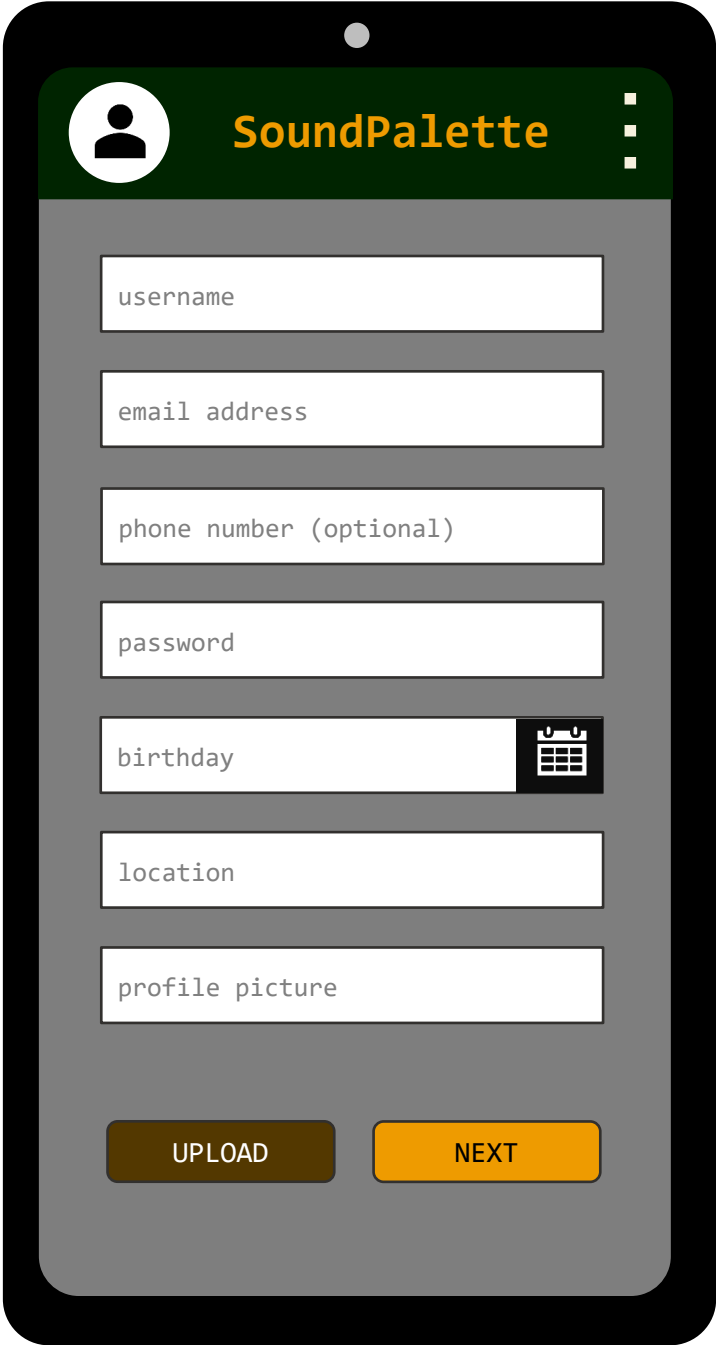 SoundPalette
username
email address
phone number (optional)
password
birthday
location
profile picture
UPLOAD
NEXT